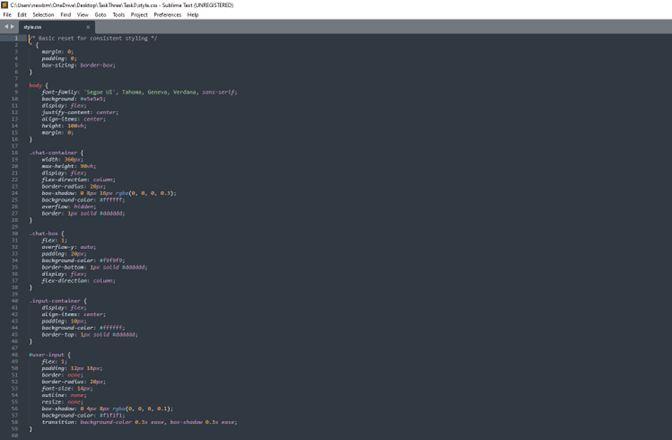 C:\Users\newbm\OneDrive\Desktop\TaskThree\TaskD\style.css - Sublime Text (UNREGISTERED)
File Edit Selection Find View Goto Tools Project Preferences Help
style.css
1 /* Basic reset for consistent styling */
2 * {
3 margin: 0;
4 padding: 0;
5 box-sizing: border-box;
6 }
7
8 body {
9 font-family: 'Segoe UI', Tahoma, Geneva, Verdana, sans-serif;
10 background: #e5e5e5;
11 display: flex;
12 justify-content: center;
13 align-items: center;
14 height: 100vh;
15 margin: 0;
16 }
17
18 .chat-container {
19 width: 360px;
20 max-height: 90vh;
21 display: flex;
22 flex-direction: column;
23 border-radius: 20px;
24 box-shadow: 0 8px 16px rgba(0, 0, 0, 0.3);
25 background-color: #ffffff;
26 overflow: hidden;
27 border: 1px solid #dddddd;
28 }
29
30 .chat-box {
31 flex: 1;
32 overflow-y: auto;
33 padding: 20px;
34 background-color: #f9f9f9;
35 border-bottom: 1px solid #dddddd;
36 display: flex;
37 flex-direction: column;
38 }
39
40 .input-container {
41 display: flex;
42 align-items: center;
43 padding: 10px;
44 background-color: #ffffff;
45 border-top: 1px solid #dddddd;
46 }
47
48 #user-input {
49 flex: 1;
50 padding: 12px 18px;
51 border: none;
52 border-radius: 20px;
53 font-size: 14px;
54 outline: none;
55 resize: none;
56 box-shadow: 0 4px 8px rgba(0, 0, 0, 0.1);
57 background-color: #f1f1f1;
58 transition: background-color 0.3s ease, box-shadow 0.3s ease;
59 }
60